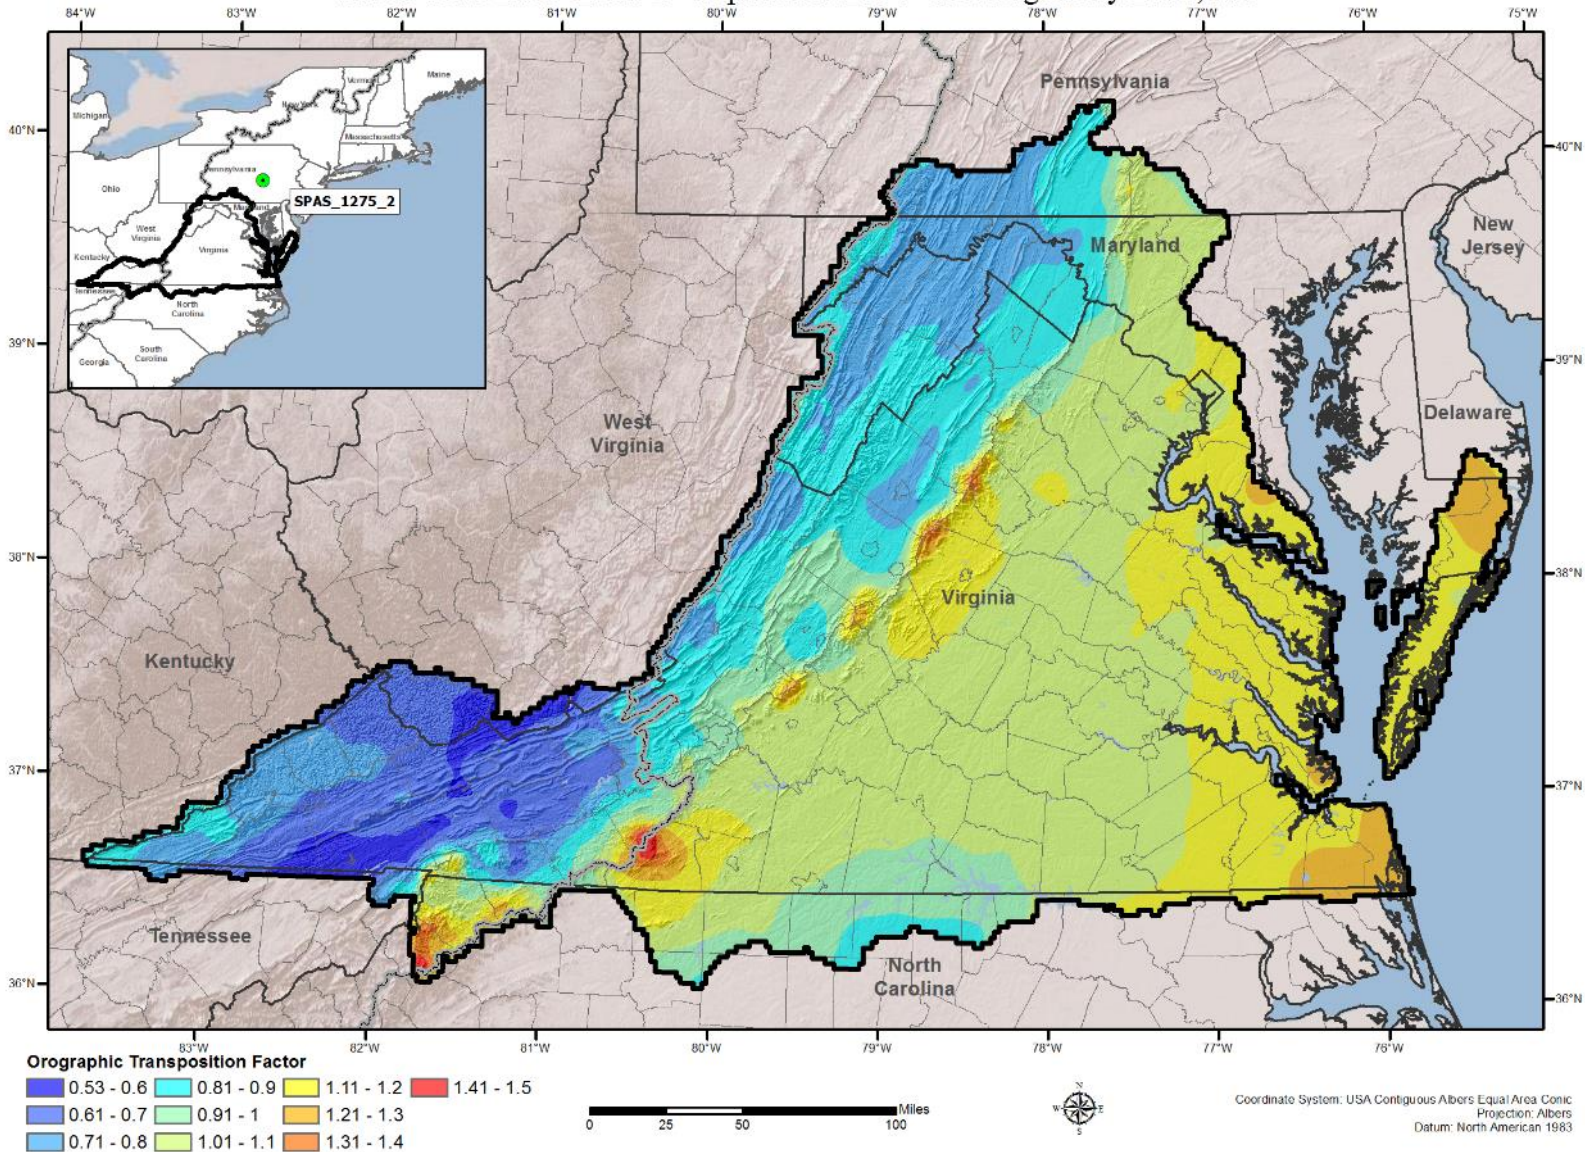 84°W 83°W 82°W 81°W 80°W 79°W 78°W 77°W 76°W 75°W
Maine
Vermont
New York
Michigan
Massachusetts
Pennsylvania
Ohio
SPAS_1275_2
Maryland
West
Virginia
Virginia
Kentucky
Tennessee
North
Carolina
South
Carolina
Georgia
Pennsylvania
40°N 40°N
New
Jersey
Maryland
39°N 39°N
Delaware
West
Virginia
38°N 38°N
Virginia
Kentucky
37°N 37°N
Tennessee
North
Carolina
36°N 36°N
83°W 82°W 81°W 80°W 79°W 78°W 77°W 76°W
Orographic Transposition Factor
0.53 - 0.6 0.81 - 0.9 1.11 - 1.2 1.41 - 1.5
0.61 - 0.7 0.91 - 1 1.21 - 1.3
0.71 - 0.8 1.01 - 1.1 1.31 - 1.4
Miles
0 25 50 100
N
W E
S
Coordinate System: USA Contiguous Albers Equal Area Conic
Projection: Albers
Datum: North American 1983